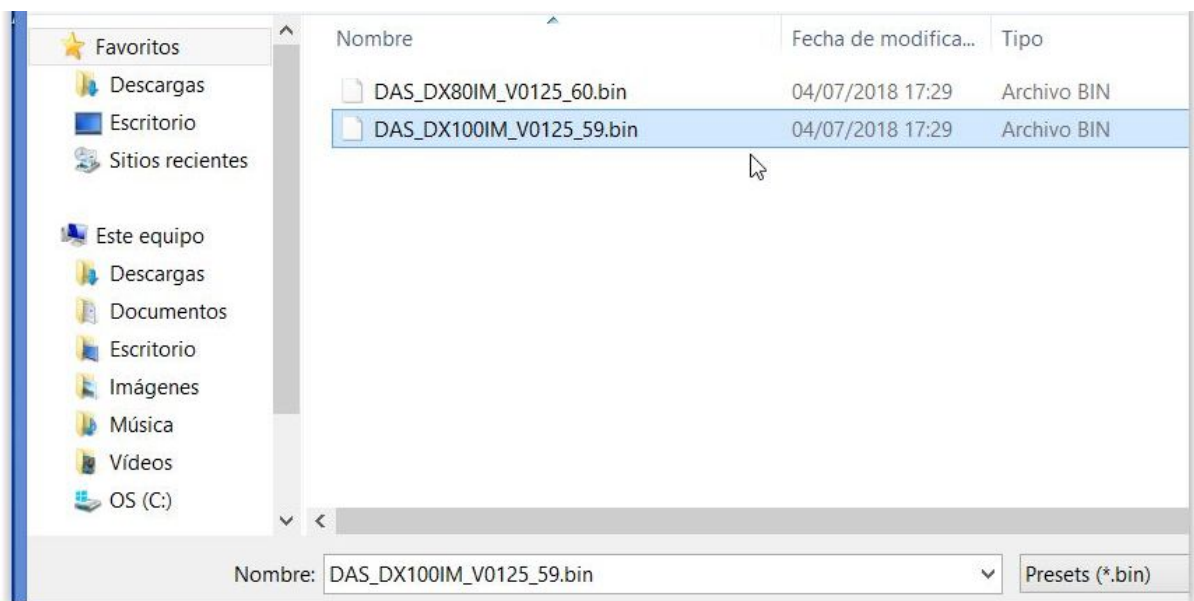 Favoritos
Descargas
Escritorio
Sitios recientes
Este equipo
Descargas
Documentos
Escritorio
Imágenes
Música
Vídeos
OS (C:)
Nombre Fecha de modifica... Tipo
DAS_DX80IM_V0125_60.bin 04/07/2018 17:29 Archivo BIN
DAS_DX100IM_V0125_59.bin 04/07/2018 17:29 Archivo BIN
Nombre: DAS_DX100IM_V0125_59.bin Presets (*.bin)